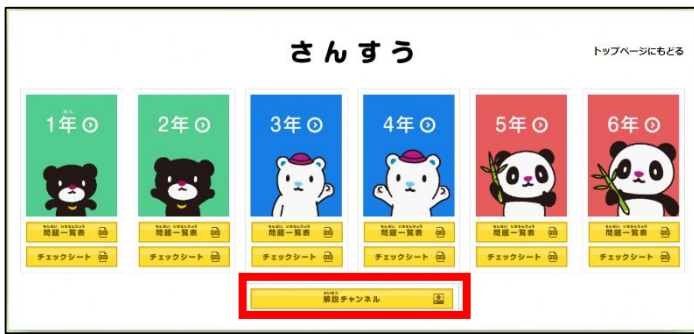 さんすう
トップページにもどる
1年
2年
3年
4年
5年
6年
問題一覧表
問題一覧表
問題一覧表
問題一覧表
問題一覧表
問題一覧表
チェックシート
チェックシート
チェックシート
チェックシート
チェックシート
チェックシート
解説チャンネル